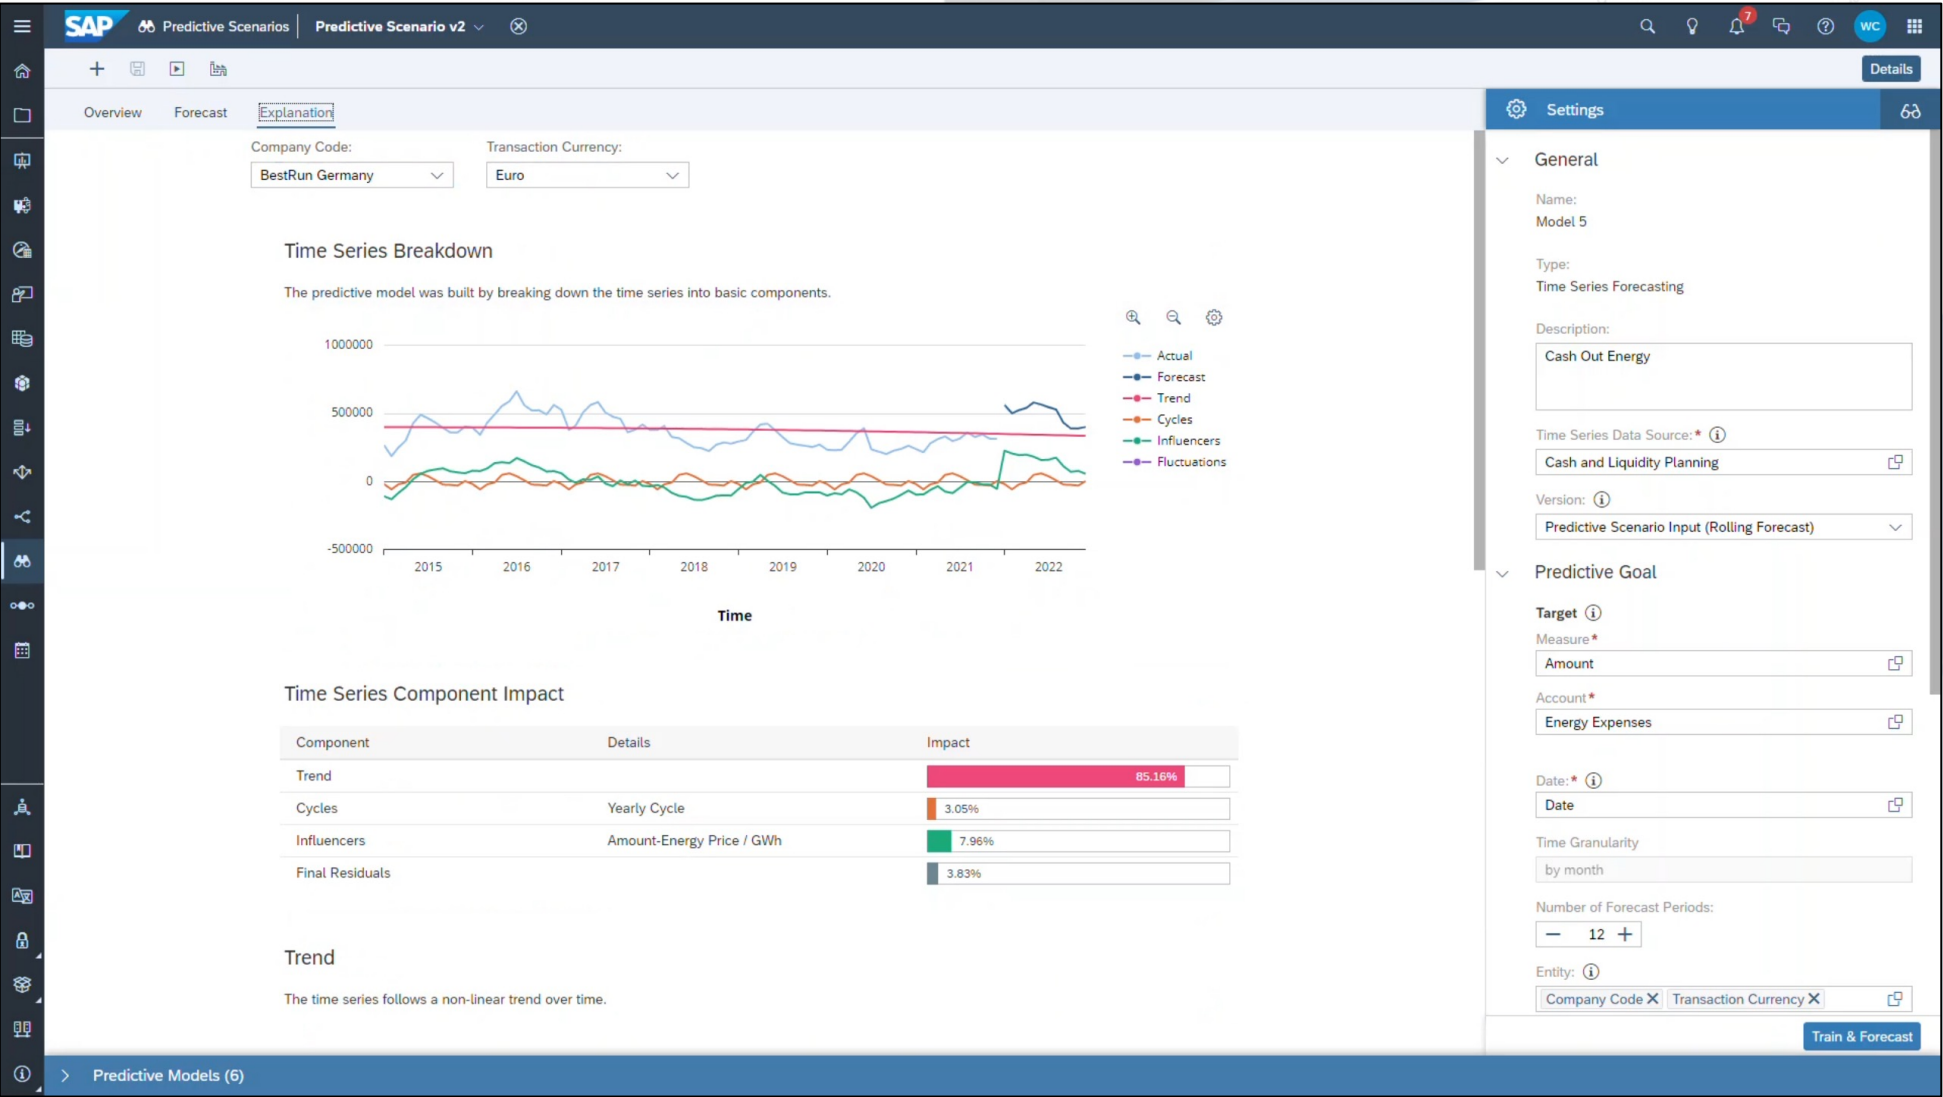 SAP Predictive Scenarios Predictive Scenario v2 7 WC
Details
Overview Forecast Explanation
Company Code: Transaction Currency:
BestRun Germany Euro
Time Series Breakdown
The predictive model was built by breaking down the time series into basic components.
1000000
500000
0
-500000
2015 2016 2017 2018 2019 2020 2021 2022
Time
Actual
Forecast
Trend
Cycles
Influencers
Fluctuations
Time Series Component Impact
Component Details Impact
Trend 85.16%
Cycles Yearly Cycle 3.05%
Influencers Amount-Energy Price / GWh 7.96%
Final Residuals 3.83%
Trend
The time series follows a non-linear trend over time.
Settings
General
Name:
Model 5
Type:
Time Series Forecasting
Description:
Cash Out Energy
Time Series Data Source:*
Cash and Liquidity Planning
Version:
Predictive Scenario Input (Rolling Forecast)
Predictive Goal
Target
Measure*
Amount
Account*
Energy Expenses
Date:*
Date
Time Granularity
by month
Number of Forecast Periods:
12
Entity:
Company Code Transaction Currency
Train & Forecast
Predictive Models (6)